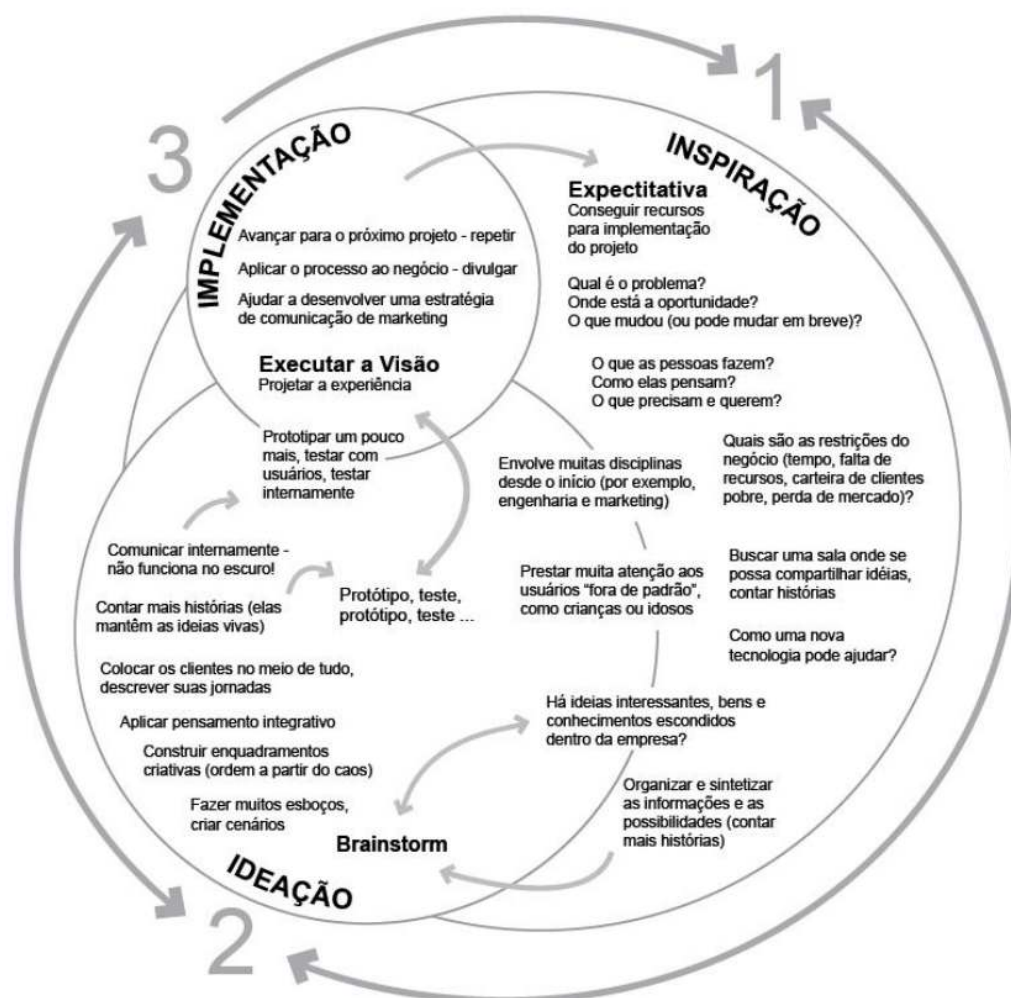 1
INSPIRAÇÃO
Expectitativa
Conseguir recursos
para implementação
do projeto
Qual é o problema?
Onde está a oportunidade?
O que mudou (ou pode mudar em breve)?
O que as pessoas fazem?
Como elas pensam?
O que precisam e querem?
Quais são as restrições do
negócio (tempo, falta de
recursos, carteira de clientes
pobre, perda de mercado)?
Envolve muitas disciplinas
desde o início (por exemplo,
engenharia e marketing)
Buscar uma sala onde se
possa compartilhar idéias,
contar histórias
Prestar muita atenção aos
usuários “fora de padrão”,
como crianças ou idosos
Como uma nova
tecnologia pode ajudar?
Há ideias interessantes, bens e
conhecimentos escondidos
dentro da empresa?
Organizar e sintetizar
as informações e as
possibilidades (contar
mais histórias)
2
IDEAÇÃO
Brainstorm
Fazer muitos esboços,
criar cenários
Construir enquadramentos
criativas (ordem a partir do caos)
Aplicar pensamento integrativo
Colocar os clientes no meio de tudo,
descrever suas jornadas
Contar mais histórias (elas
mantêm as ideias vivas)
Protótipo, teste,
protótipo, teste ...
Comunicar internamente -
não funciona no escuro!
Prototipar um pouco
mais, testar com
usuários, testar
internamente
3
IMPLEMENTAÇÃO
Executar a Visão
Projetar a experiência
Ajudar a desenvolver uma estratégia
de comunicação de marketing
Aplicar o processo ao negócio - divulgar
Avançar para o próximo projeto - repetir